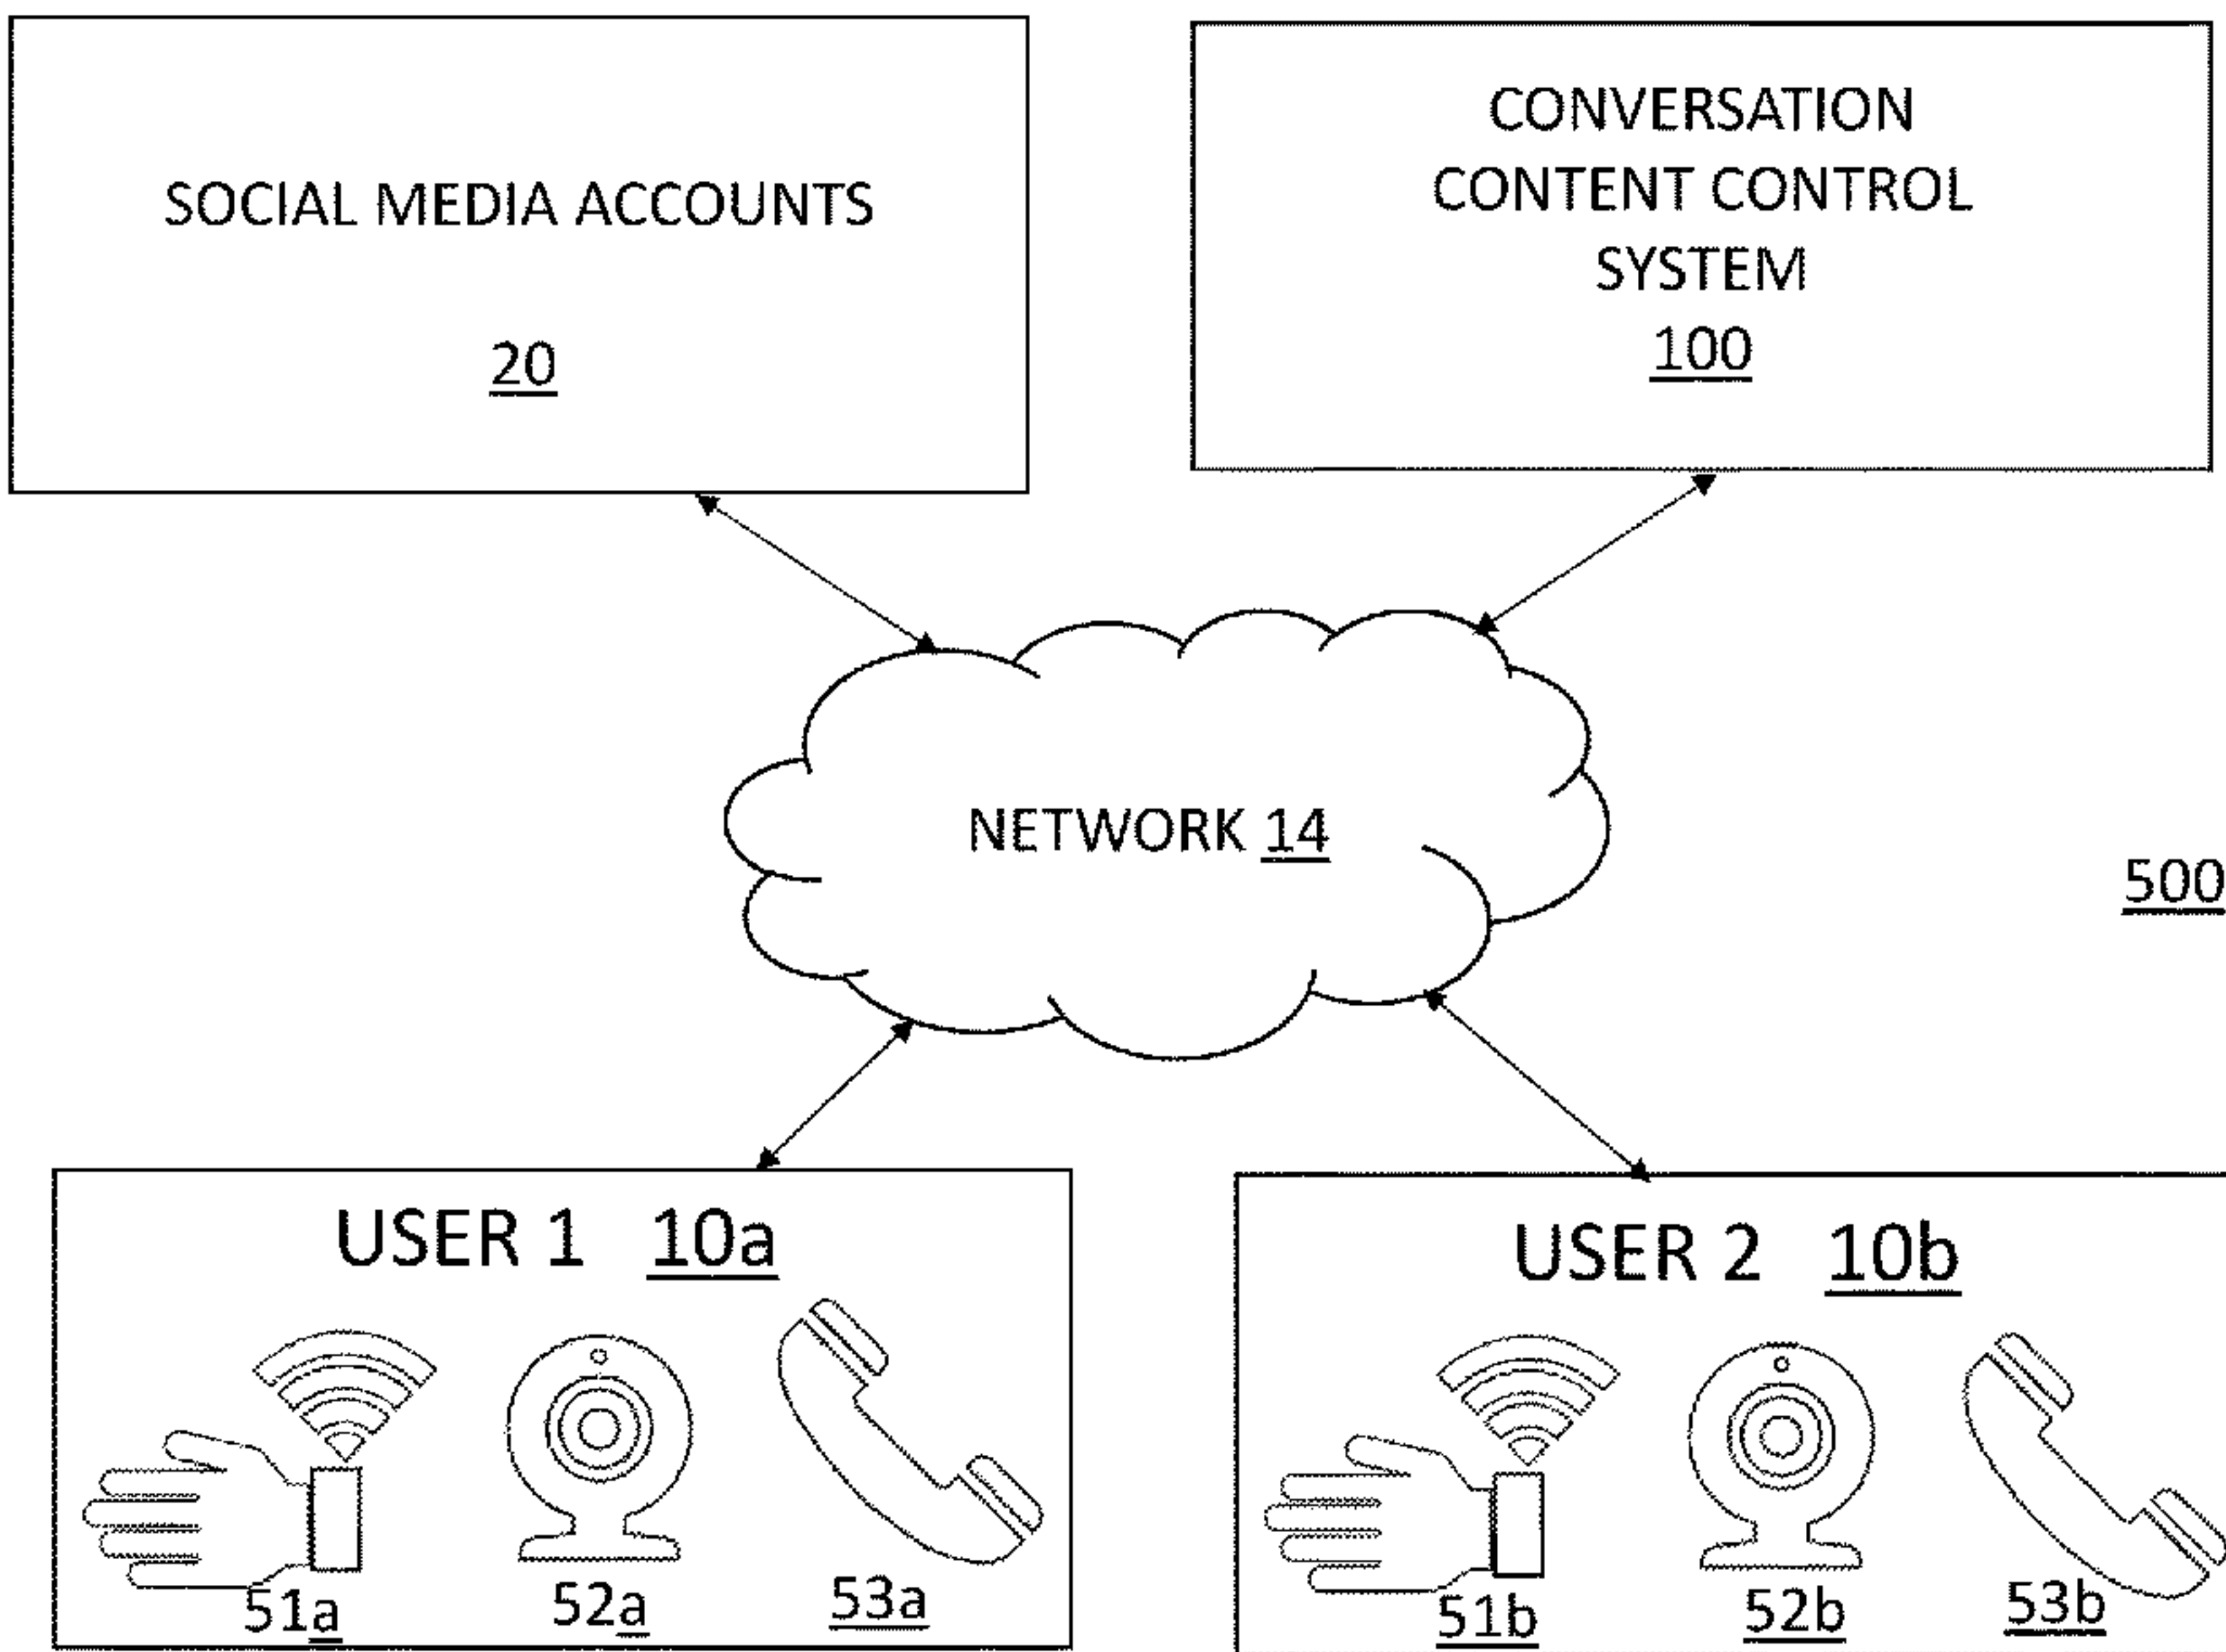 SOCIAL MEDIA ACCOUNTS
20
CONVERSATION
CONTENT CONTROL
SYSTEM
100
NETWORK 14
500
USER 1 10a
51a
52a
53a
USER 2 10b
51b
52b
53b